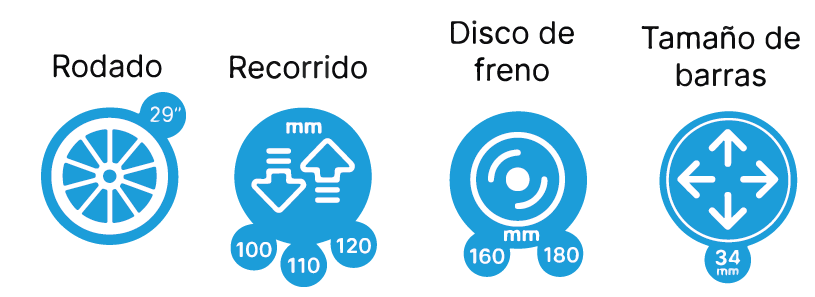 Rodado
29"
Recorrido
mm
100
110
120
Disco de
freno
mm
160
180
Tamaño de
barras
34
mm